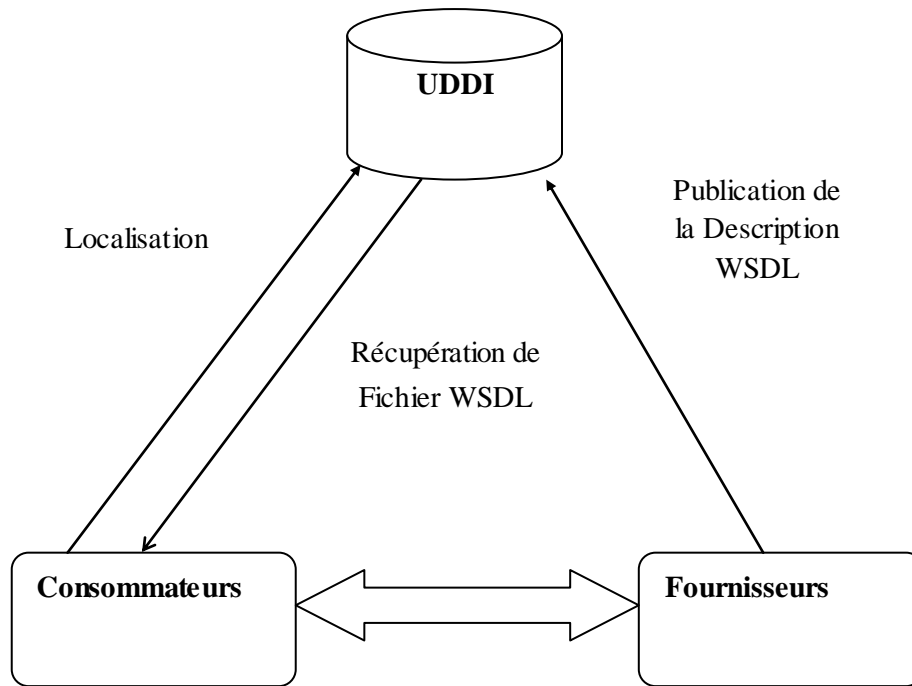 UDDI
Publication de
la Description
WSDL
Localisation
Récupération de
Fichier WSDL
Consommateurs
Fournisseurs